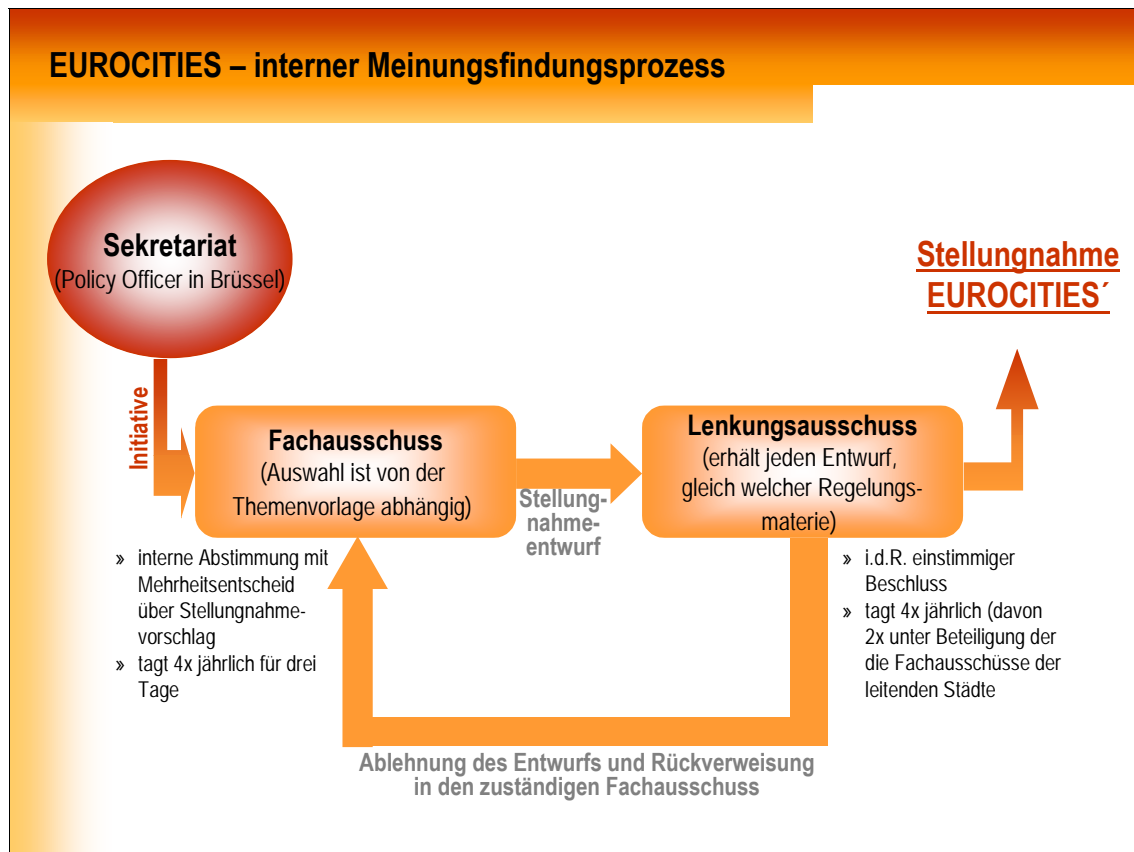 EUROCITIES – interner Meinungsfindungsprozess
Sekretariat
(Policy Officer in Brüssel)
Stellungnahme
EUROCITIES´
Initiative
Fachausschuss
(Auswahl ist von der
Themenvorlage abhängig)
Stellung-
nahme-
entwurf
Lenkungsausschuss
(erhält jeden Entwurf,
gleich welcher Regelungs-
materie)
» interne Abstimmung mit
Mehrheitsentscheid
über Stellungnahme-
vorschlag
» tagt 4x jährlich für drei
Tage
» i.d.R. einstimmiger
Beschluss
» tagt 4x jährlich (davon
2x unter Beteiligung der
die Fachausschüsse der
leitenden Städte
Ablehnung des Entwurfs und Rückverweisung
in den zuständigen Fachausschuss